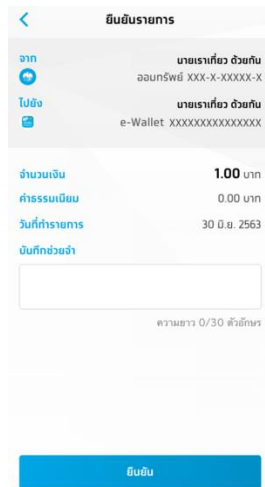 ยืนยันรายการ
จาก นายเราเที่ยว ด้วยกัน
ออมทรัพย์ XXX-X-XXXXX-X
ไปยัง นายเราเที่ยว ด้วยกัน
e-Wallet XXXXXXXXXXXXXXX
จำนวนเงิน 1.00 บาท
ค่าธรรมเนียม 0.00 บาท
วันที่ทำรายการ 30 มิ.ย. 2563
บันทึกช่วยจำ
ความยาว 0/30 ตัวอักษร
ยืนยัน